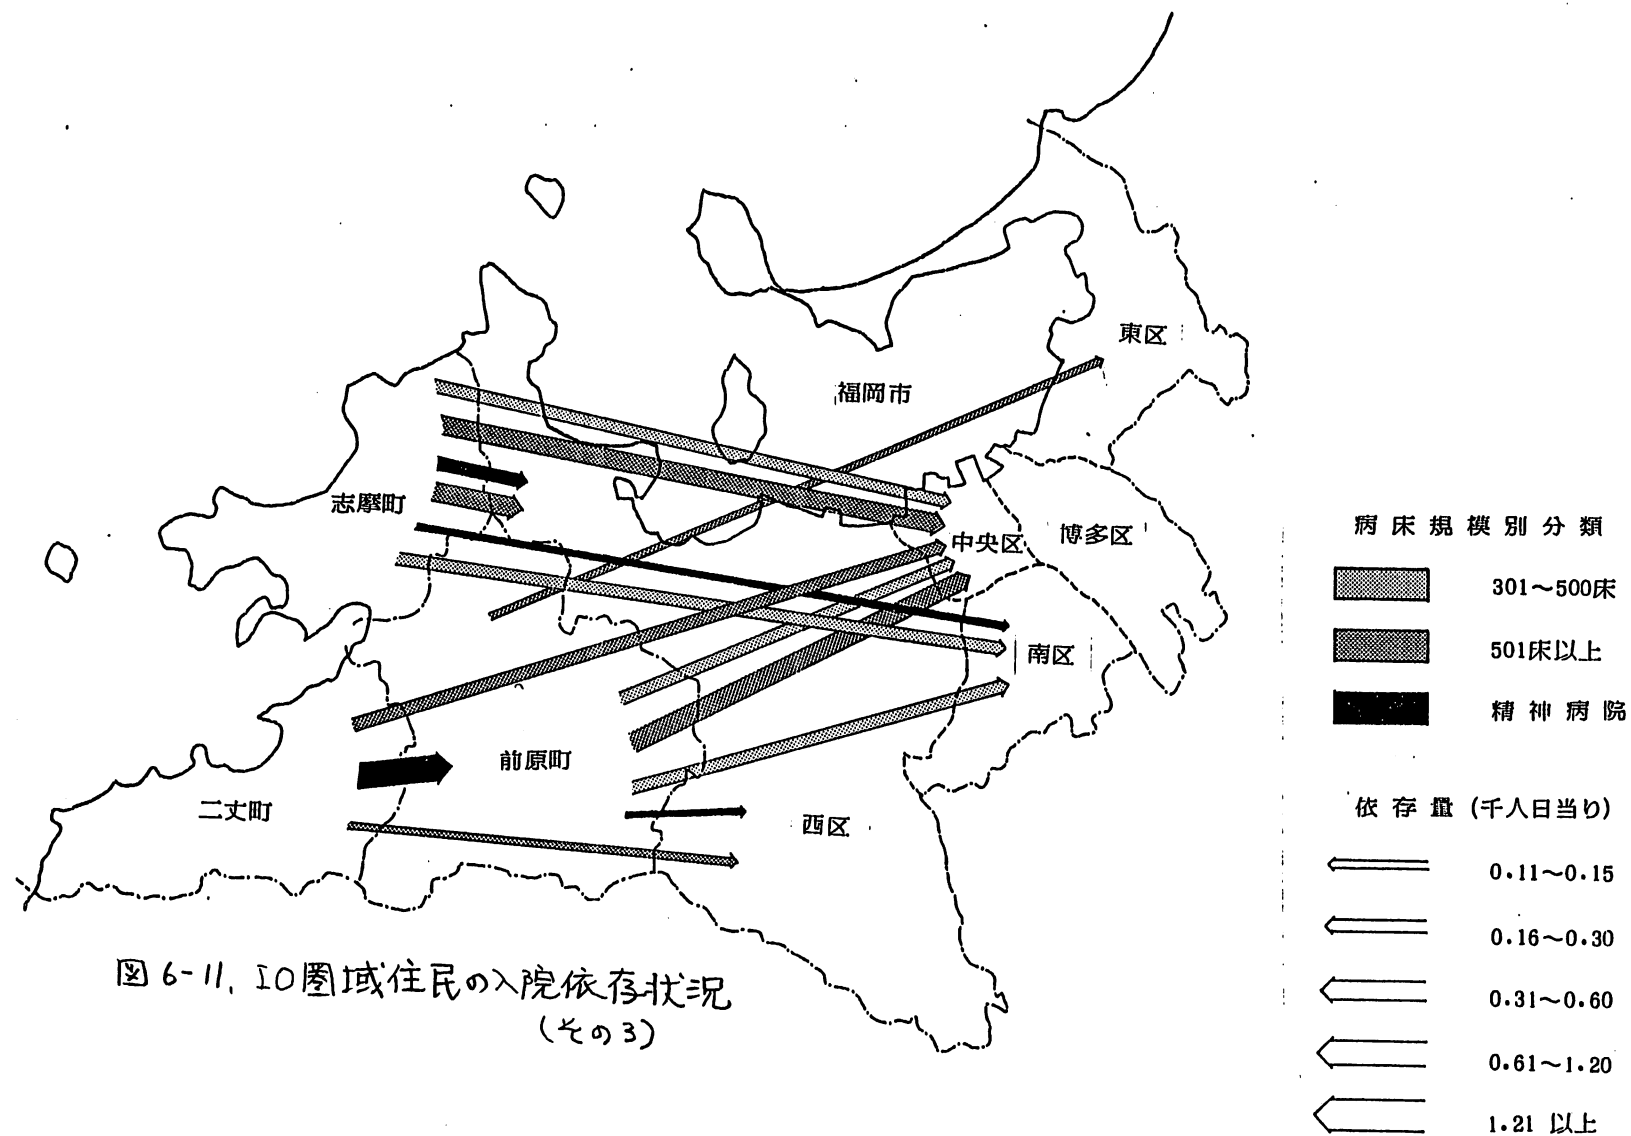 東区
福岡市
志摩町
中央区
博多区
南区
前原町
二丈町
西区
病床規模別分類
301～500床
501床以上
精神病院
依存量(千人日当り)
0.11～0.15
0.16～0.30
0.31～0.60
0.61～1.20
1.21 以上
図6-11. IO圏域住民の入院依存状況
(その3)